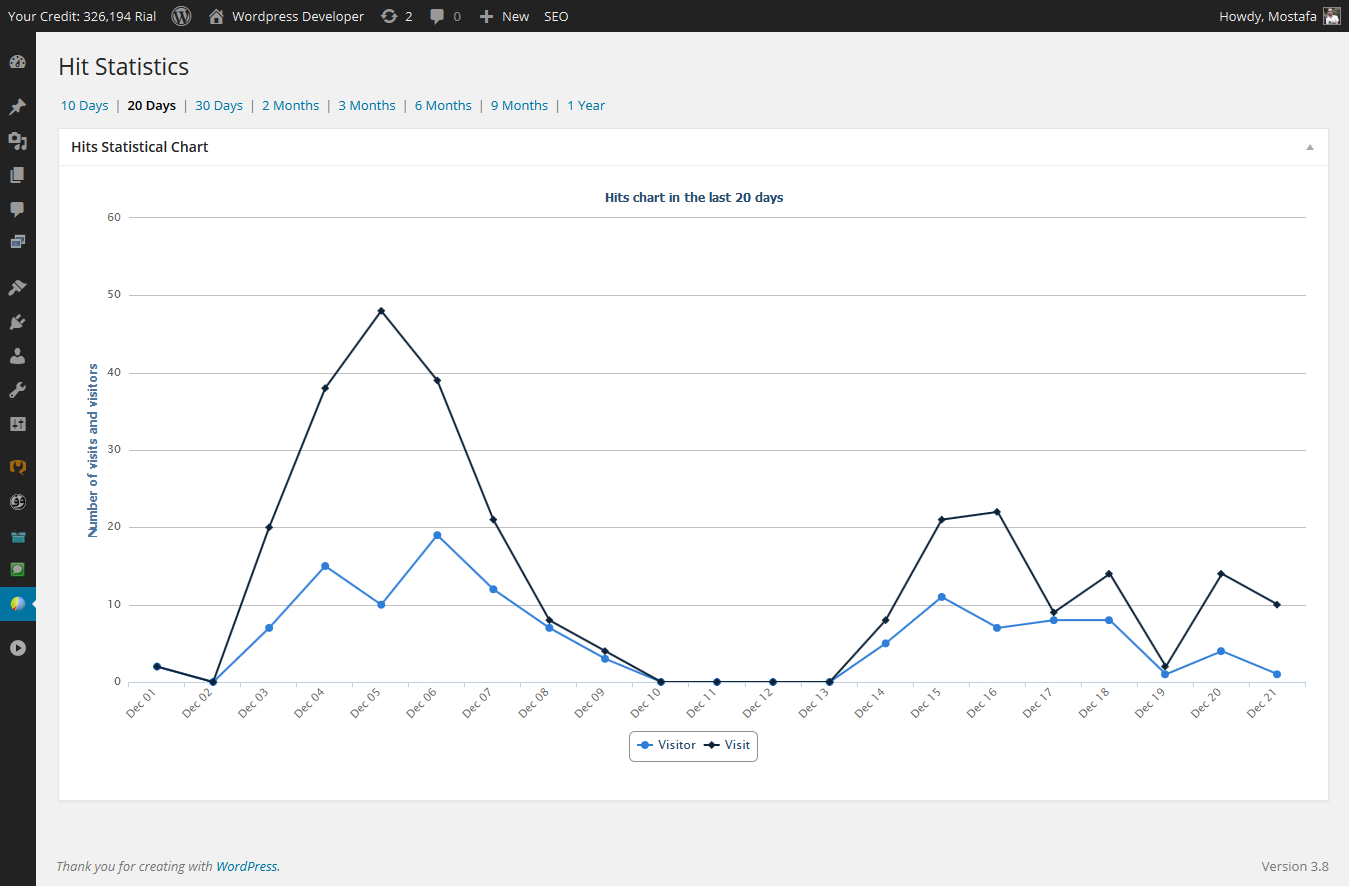 Your Credit: 326,194 Rial Wordpress Developer 2 0 New SEO Howdy, Mostafa
Hit Statistics
10 Days | 20 Days | 30 Days | 2 Months | 3 Months | 6 Months | 9 Months | 1 Year
Hits Statistical Chart
Hits chart in the last 20 days
Number of visits and visitors
60
50
40
30
20
10
0
Dec 01 Dec 02 Dec 03 Dec 04 Dec 05 Dec 06 Dec 07 Dec 08 Dec 09 Dec 10 Dec 11 Dec 12 Dec 13 Dec 14 Dec 15 Dec 16 Dec 17 Dec 18 Dec 19 Dec 20 Dec 21
Visitor Visit
Thank you for creating with WordPress. Version 3.8